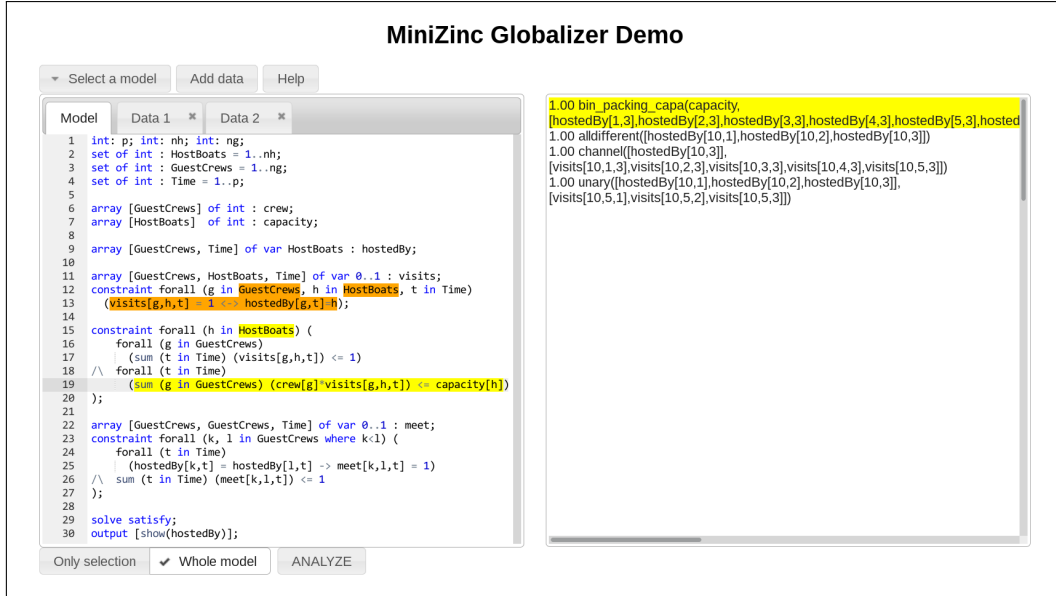 MiniZinc Globalizer Demo
Select a model Add data Help
Model Data 1 × Data 2 ×
1 int: p; int: nh; int: ng;
2 set of int : HostBoats = 1..nh;
3 set of int : GuestCrews = 1..ng;
4 set of int : Time = 1..p;
5
6 array [GuestCrews] of int : crew;
7 array [HostBoats]  of int : capacity;
8
9 array [GuestCrews, Time] of var HostBoats : hostedBy;
10
11 array [GuestCrews, HostBoats, Time] of var 0..1 : visits;
12 constraint forall (g in GuestCrews, h in HostBoats, t in Time)
13   (visits[g,h,t] = 1 <-> hostedBy[g,t]=h);
14
15 constraint forall (h in HostBoats) (
16     forall (g in GuestCrews)
17       (sum (t in Time) (visits[g,h,t]) <= 1)
18 /\  forall (t in Time)
19       (sum (g in GuestCrews) (crew[g]*visits[g,h,t]) <= capacity[h])
20 );
21
22 array [GuestCrews, GuestCrews, Time] of var 0..1 : meet;
23 constraint forall (k, l in GuestCrews where k<l) (
24     forall (t in Time)
25       (hostedBy[k,t] = hostedBy[l,t] -> meet[k,l,t] = 1)
26 /\  sum (t in Time) (meet[k,l,t]) <= 1
27 );
28
29 solve satisfy;
30 output [show(hostedBy)];
Only selection ✔ Whole model ANALYZE
1.00 bin_packing_capa(capacity,
[hostedBy[1,3],hostedBy[2,3],hostedBy[3,3],hostedBy[4,3],hostedBy[5,3],hosted
1.00 alldifferent([hostedBy[10,1],hostedBy[10,2],hostedBy[10,3]])
1.00 channel([hostedBy[10,3]],
[visits[10,1,3],visits[10,2,3],visits[10,3,3],visits[10,4,3],visits[10,5,3]])
1.00 unary([hostedBy[10,1],hostedBy[10,2],hostedBy[10,3]],
[visits[10,5,1],visits[10,5,2],visits[10,5,3]])